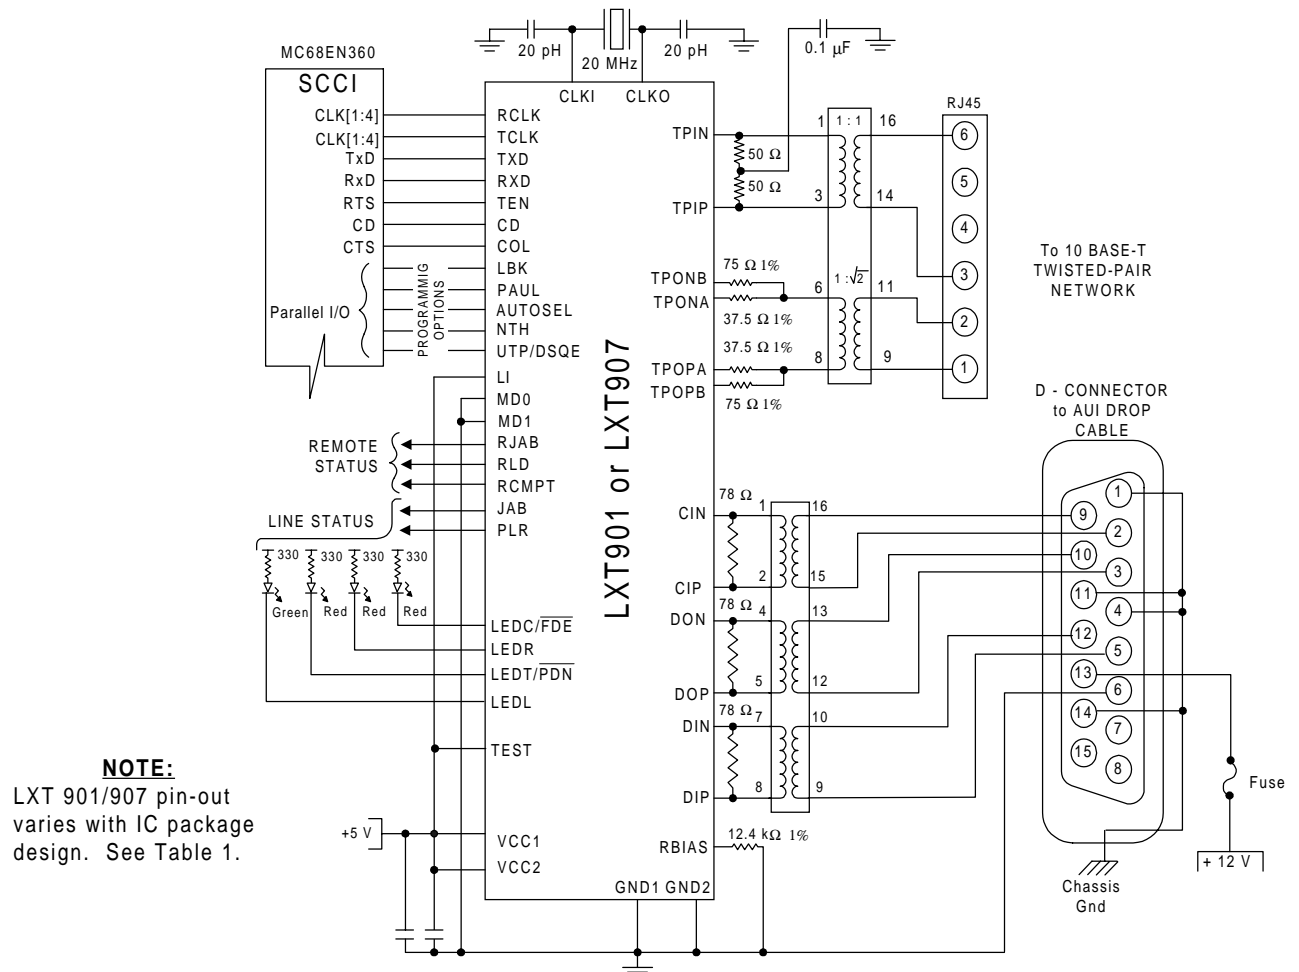 MC68EN360
SCCI
CLK[1:4]
CLK[1:4]
TxD
RxD
RTS
CD
CTS
Parallel I/O
PROGRAMMIG
OPTIONS
20 pH
20 MHz
20 pH
0.1 μF
CLKI
CLKO
RCLK
TCLK
TXD
RXD
TEN
CD
COL
LBK
PAUL
AUTOSEL
NTH
UTP/DSQE
LI
MD0
MD1
RJAB
RLD
RCMPT
JAB
PLR
LEDC/FDE
LEDR
LEDT/PDN
LEDL
TEST
VCC1
VCC2
GND1 GND2
LXT901 or LXT907
REMOTE
STATUS
LINE STATUS
330
330
330
330
Green
Red
Red
Red
+5 V
TPIN
TPIP
TPONB
TPONA
TPOPA
TPOPB
CIN
CIP
DON
DOP
DIN
DIP
RBIAS
50 Ω
50 Ω
75 Ω 1%
37.5 Ω 1%
37.5 Ω 1%
75 Ω 1%
1 1 : 1 16
3 14
1 :√2
6 11
8 9
RJ45
6
5
4
3
2
1
To 10 BASE-T
TWISTED-PAIR
NETWORK
78 Ω
1 16
2 15
78 Ω
4 13
5 12
78 Ω
7 10
8 9
12.4 kΩ 1%
D - CONNECTOR
to AUI DROP
CABLE
1
9
2
10
3
11
4
12
5
13
6
14
7
15
8
Fuse
+ 12 V
Chassis
Gnd
NOTE:
LXT 901/907 pin-out
varies with IC package
design. See Table 1.